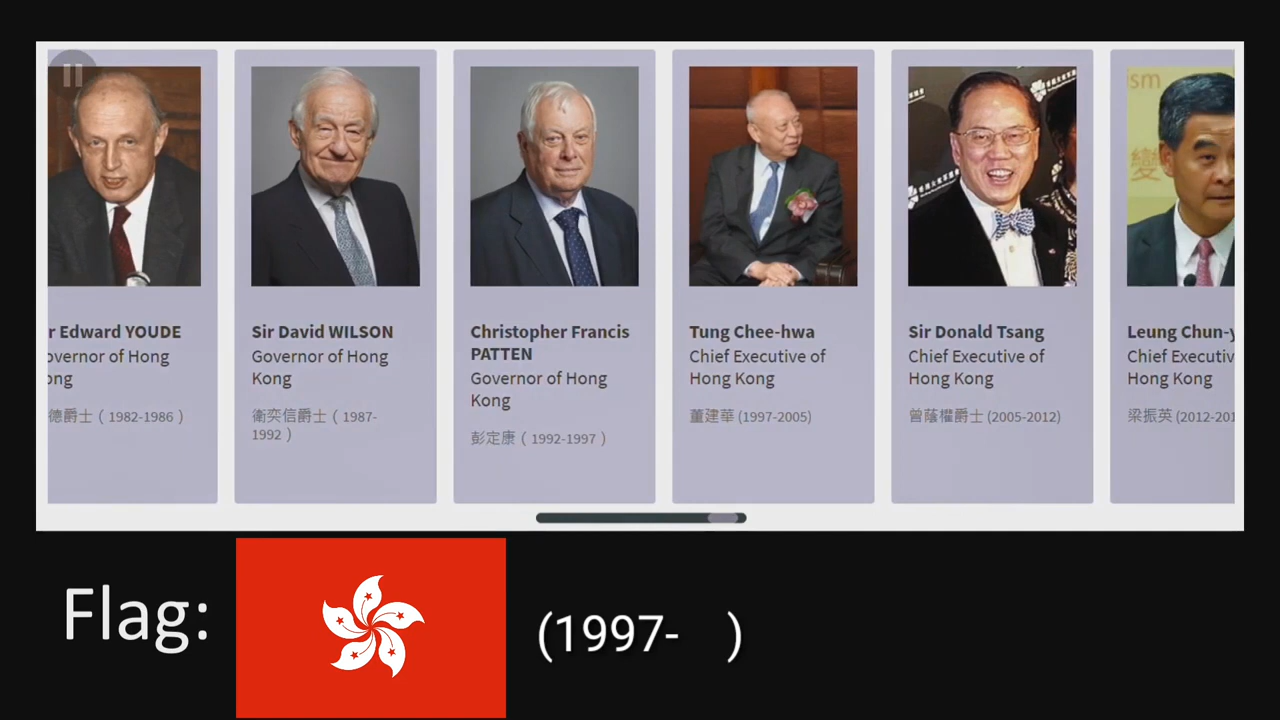 r Edward YOUDE
overnor of Hong
ong
德爵士 ( 1982-1986 )
Sir David WILSON
Governor of Hong
Kong
衛奕信爵士 ( 1987-
1992 )
Christopher Francis
PATTEN
Governor of Hong
Kong
彭定康 ( 1992-1997 )
Tung Chee-hwa
Chief Executive of
Hong Kong
董建華 (1997-2005)
Sir Donald Tsang
Chief Executive of
Hong Kong
曾蔭權爵士 (2005-2012)
ism
變
Leung Chun-y
Chief Executiv
Hong Kong
梁振英 (2012-201
Flag:
(1997- )